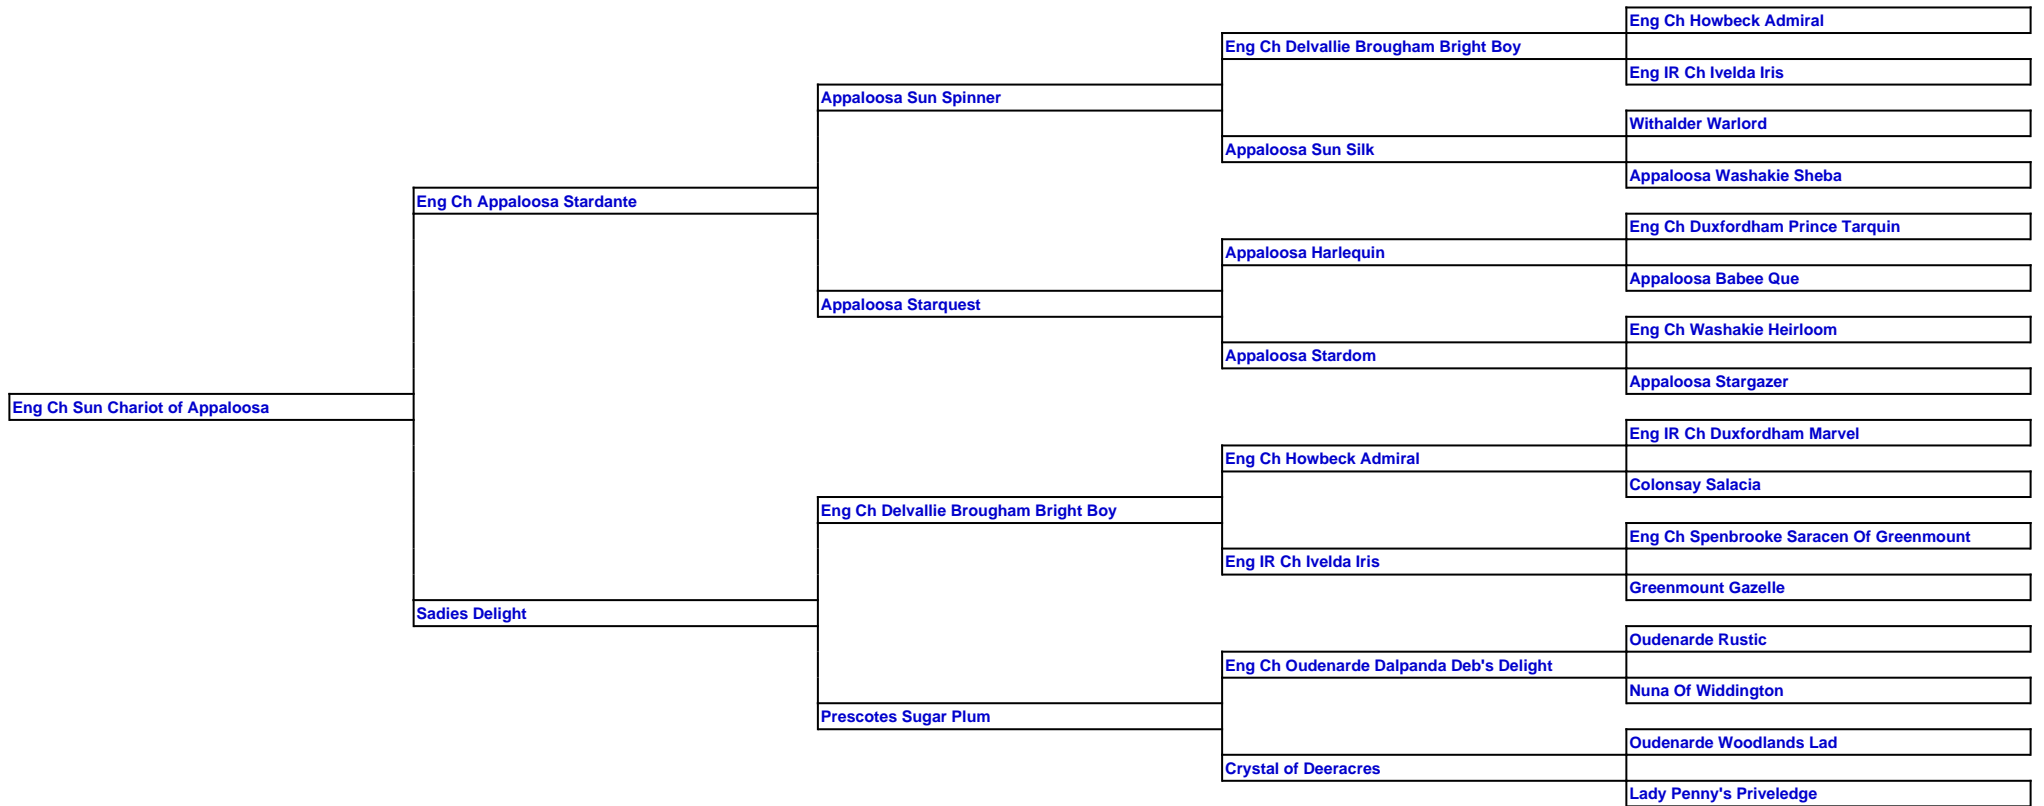 Eng Ch Howbeck Admiral
Eng Ch Delvallie Brougham Bright Boy
Eng IR Ch Ivelda Iris
Appaloosa Sun Spinner
Withalder Warlord
Appaloosa Sun Silk
Appaloosa Washakie Sheba
Eng Ch Appaloosa Stardante
Eng Ch Duxfordham Prince Tarquin
Appaloosa Harlequin
Appaloosa Babee Que
Appaloosa Starquest
Eng Ch Washakie Heirloom
Appaloosa Stardom
Appaloosa Stargazer
Eng Ch Sun Chariot of Appaloosa
Eng IR Ch Duxfordham Marvel
Eng Ch Howbeck Admiral
Colonsay Salacia
Eng Ch Delvallie Brougham Bright Boy
Eng Ch Spenbrooke Saracen Of Greenmount
Eng IR Ch Ivelda Iris
Greenmount Gazelle
Sadies Delight
Oudenarde Rustic
Eng Ch Oudenarde Dalpanda Deb's Delight
Nuna Of Widdington
Prescotes Sugar Plum
Oudenarde Woodlands Lad
Crystal of Deeracres
Lady Penny's Priveledge